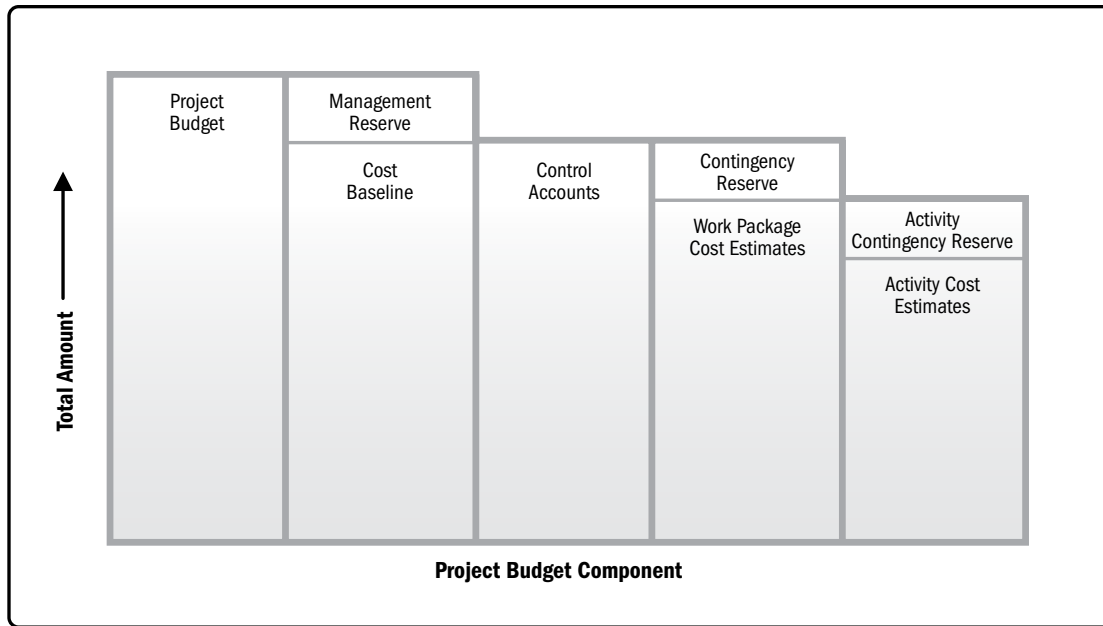 Project
Budget
Management
Reserve
Cost
Baseline
Control
Accounts
Contingency
Reserve
Work Package
Cost Estimates
Activity
Contingency Reserve
Activity Cost
Estimates
Total Amount
Project Budget Component